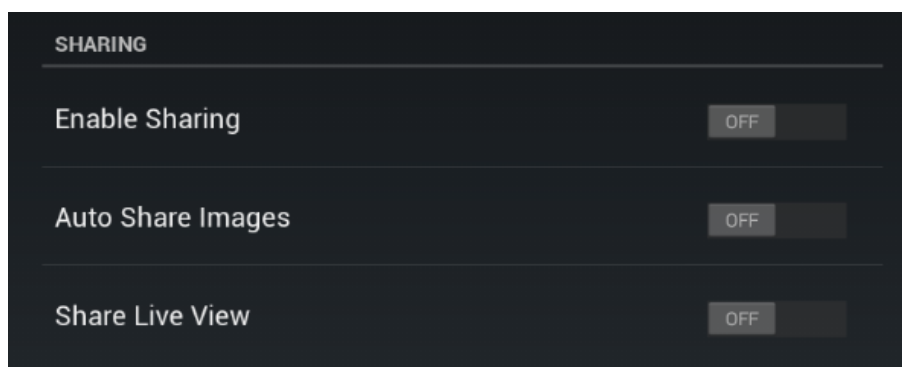 SHARING
Enable Sharing OFF
Auto Share Images OFF
Share Live View OFF